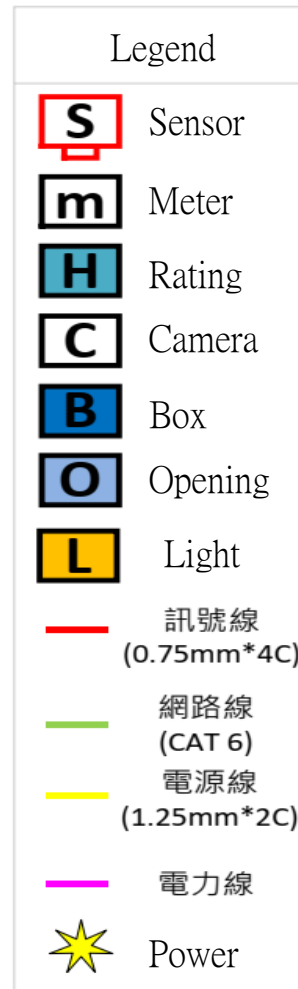 Legend
S Sensor
m Meter
H Rating
C Camera
B Box
O Opening
L Light
訊號線
(0.75mm*4C)
網路線
(CAT 6)
電源線
(1.25mm*2C)
電力線
Power